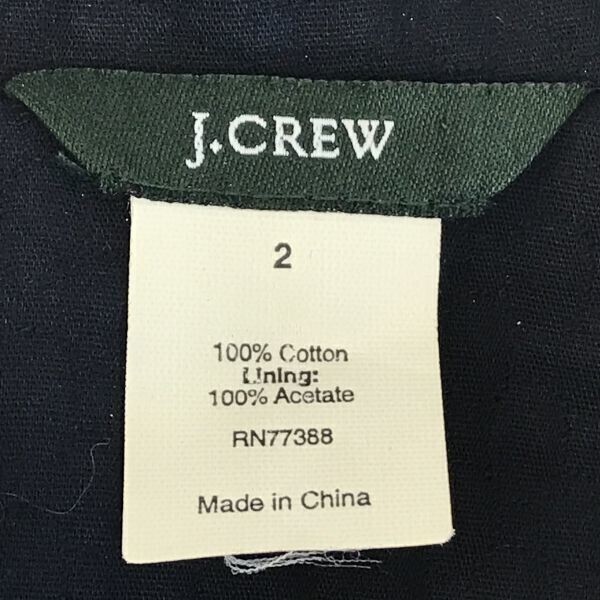 J.CREW
2
100% Cotton
Lining:
100% Acetate
RN77388
Made in China